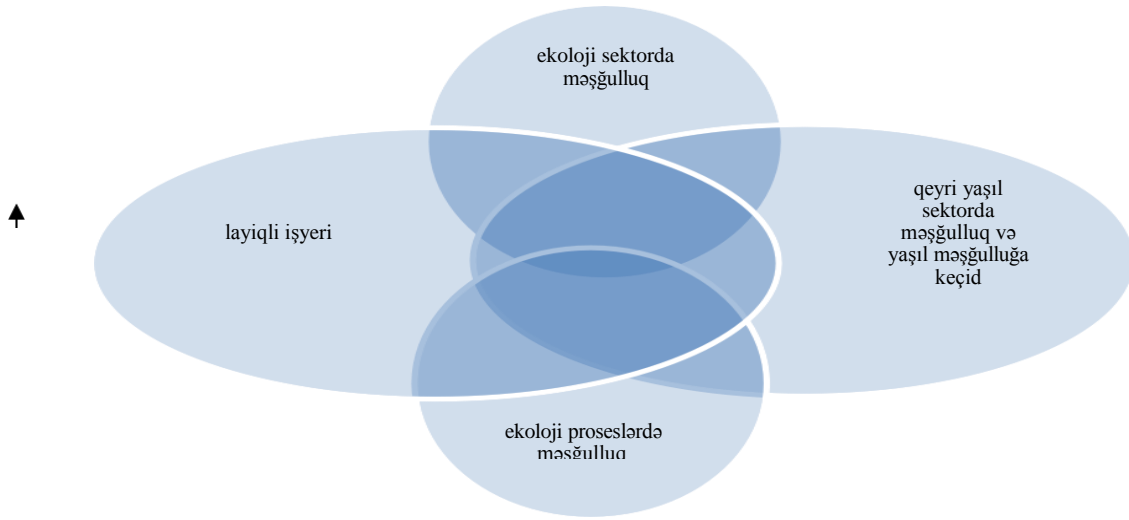 ekoloji sektorda
məşğulluq
layiqli işyeri
qeyri yaşıl
sektorda
məşğulluq və
yaşıl məşğulluğa
keçid
ekoloji proseslərdə
məşğulluq